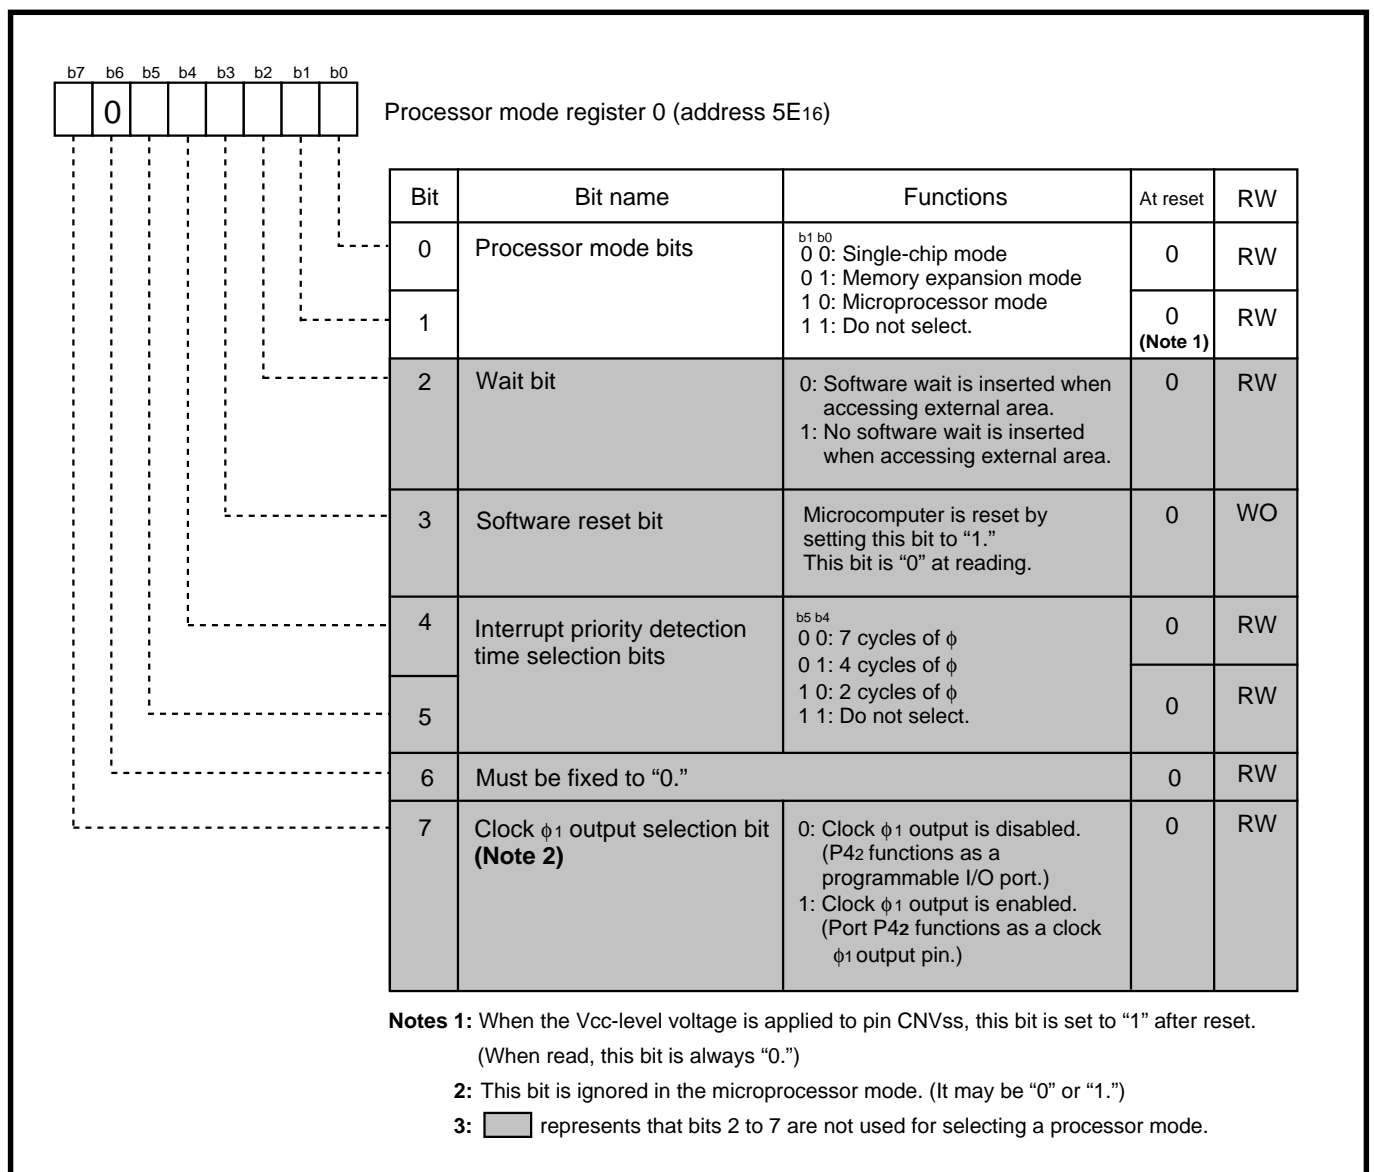 b7 b6 b5 b4 b3 b2 b1 b0
0
Processor mode register 0 (address 5E16)
Bit Bit name Functions At reset RW
0 Processor mode bits
b1 b0
0 0: Single-chip mode
0 1: Memory expansion mode
1 0: Microprocessor mode
1 1: Do not select.
0 RW
1 0 RW
(Note 1)
2 Wait bit
0: Software wait is inserted when
accessing external area.
1: No software wait is inserted
when accessing external area.
0 RW
3 Software reset bit
Microcomputer is reset by
setting this bit to “1.”
This bit is “0” at reading.
0 WO
4 Interrupt priority detection
time selection bits
b5 b4
0 0: 7 cycles of ϕ
0 1: 4 cycles of ϕ
1 0: 2 cycles of ϕ
1 1: Do not select.
0 RW
5 0 RW
6 Must be fixed to “0.” 0 RW
7 Clock ϕ1 output selection bit
(Note 2)
0: Clock ϕ1 output is disabled.
(P42 functions as a
programmable I/O port.)
1: Clock ϕ1 output is enabled.
(Port P42 functions as a clock
ϕ1 output pin.)
0 RW
Notes 1: When the Vcc-level voltage is applied to pin CNVss, this bit is set to “1” after reset.
(When read, this bit is always “0.”)
2: This bit is ignored in the microprocessor mode. (It may be “0” or “1.”)
3: represents that bits 2 to 7 are not used for selecting a processor mode.